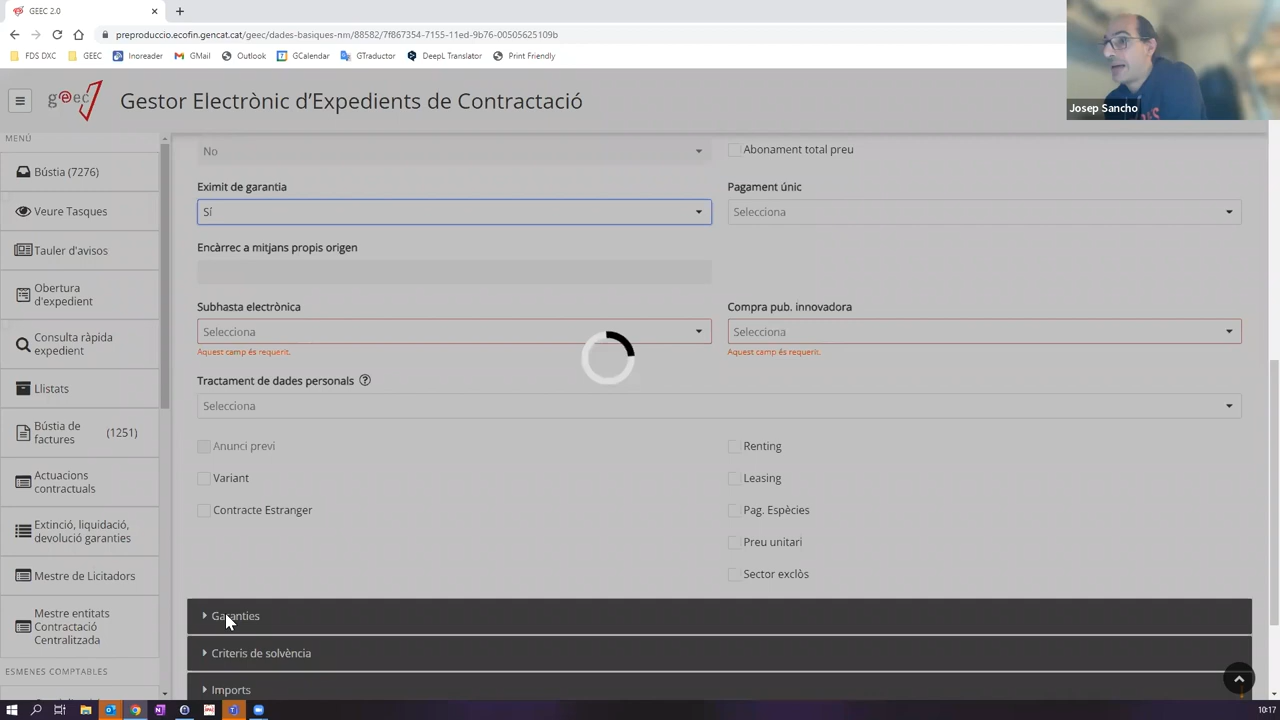 GEEC 2.0
preproduccio.ecofin.gencat.cat/geec/dades-basiques-nm/88582/7f867354-7155-11ed-9b76-00505625109b
FDS DXC
GEEC
Inoreader
GMail
Outlook
GCalendar
GTraductor
DeepL Translator
Print Friendly
geec
Gestor Electrònic d'Expedients de Contractació
Josep Sancho
MENÚ
Bústia (7276)
Veure Tasques
Tauler d'avisos
Obertura
d'expedient
Consulta ràpida
expedient
Llistats
Bústia de
factures
(1251)
Actuacions
contractuals
Extinció, liquidació,
devolució garanties
Mestre de Licitadors
Mestre entitats
Contractació
Centralitzada
ESMENES COMPTABLES
No
Abonament total preu
Eximit de garantia
Pagament únic
Sí
Selecciona
Encàrrec a mitjans propis origen
Subhasta electrònica
Compra pub. innovadora
Selecciona
Selecciona
Aquest camp és requerit.
Aquest camp és requerit.
Tractament de dades personals
Selecciona
Anunci previ
Renting
Variant
Leasing
Contracte Estranger
Pag. Espècies
Preu unitari
Sector exclòs
Garanties
Criteris de solvència
Imports
10:17